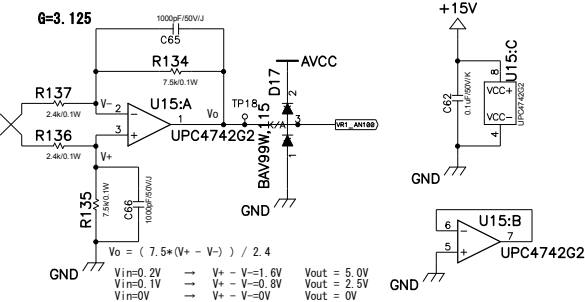 G=3.125
1000pF/50V/J
C65
R134
7.5k/0.1W
R137
2.4k/0.1W
V-
2
U15:A
1
Vo
TP18
UPC4742G2
3
R136
2.4k/0.1W
V+
R135
7.5k/0.1W
C66
1000pF/50V/J
GND
D17
AVCC
2
K/A
3
VR1_AN100
1
BAV99W,115
GND
+15V
C62
0.1uF/50V/K
8
VCC+
VCC-
4
U15:C
UPC4742G2
GND
6
5
7
U15:B
UPC4742G2
GND
Vo = ( 7.5*(V+ - V-) ) / 2.4
Vin=0.2V → V+ - V-=1.6V Vout = 5.0V
Vin=0.1V → V+ - V-=0.8V Vout = 2.5V
Vin=0V → V+ - V-=0V Vout = 0V